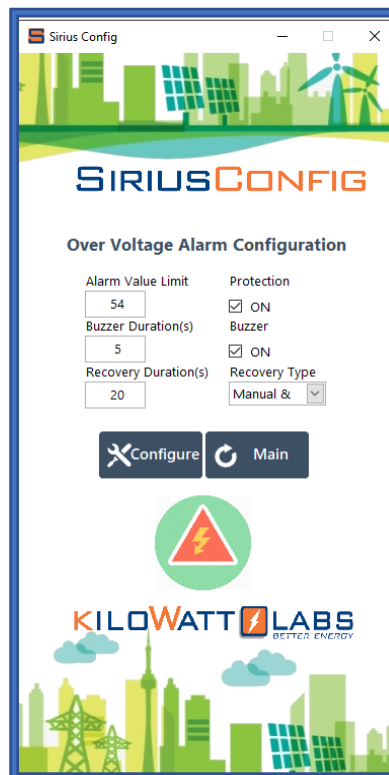 Sirius Config
SIRIUSCONFIG
Over Voltage Alarm Configuration
Alarm Value Limit Protection
54 ON
Buzzer Duration(s) Buzzer
5 ON
Recovery Duration(s) Recovery Type
20 Manual &
Configure Main
KILOWATT LABS
BETTER ENERGY